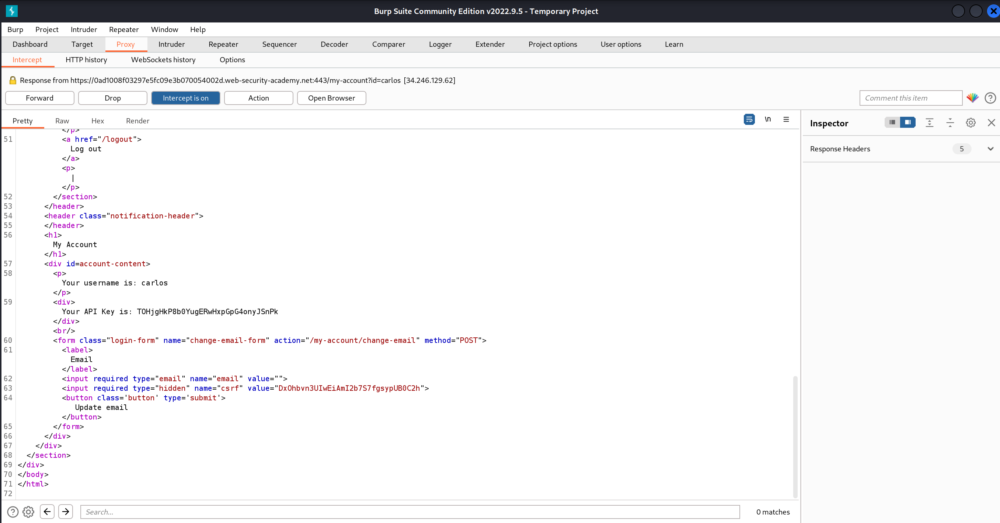 Burp Suite Community Edition v2022.9.5 - Temporary Project
Burp Project Intruder Repeater Window Help
Dashboard Target Proxy Intruder Repeater Sequencer Decoder Comparer Logger Extender Project options User options Learn
Intercept HTTP history WebSockets history Options
Response from https://0ad1008f03297e5fc09e3b070054002d.web-security-academy.net:443/my-account?id=carlos [34.246.129.62]
Forward Drop Intercept is on Action Open Browser Comment this item
Pretty Raw Hex Render \n
Inspector
Response Headers 5
</p>
51 <a href="/logout">
Log out
</a>
<p>
|
</p>
52 </section>
53 </header>
54 <header class="notification-header">
55 </header>
56 <h1>
My Account
</h1>
57 <div id=account-content>
58 <p>
Your username is: carlos
</p>
59 <div>
Your API Key is: TOHjgHkP8b0YugERwHxpGpG4onyJSnPk
</div>
<br/>
60 <form class="login-form" name="change-email-form" action="/my-account/change-email" method="POST">
61 <label>
Email
</label>
62 <input required type="email" name="email" value="">
63 <input required type="hidden" name="csrf" value="DxOhbvn3UIwEiAmI2b7S7fgsypUB0C2h">
64 <button class='button' type='submit'>
Update email
</button>
65 </form>
66 </div>
67 </div>
68 </section>
69 </div>
70 </body>
71 </html>
72
Search... 0 matches